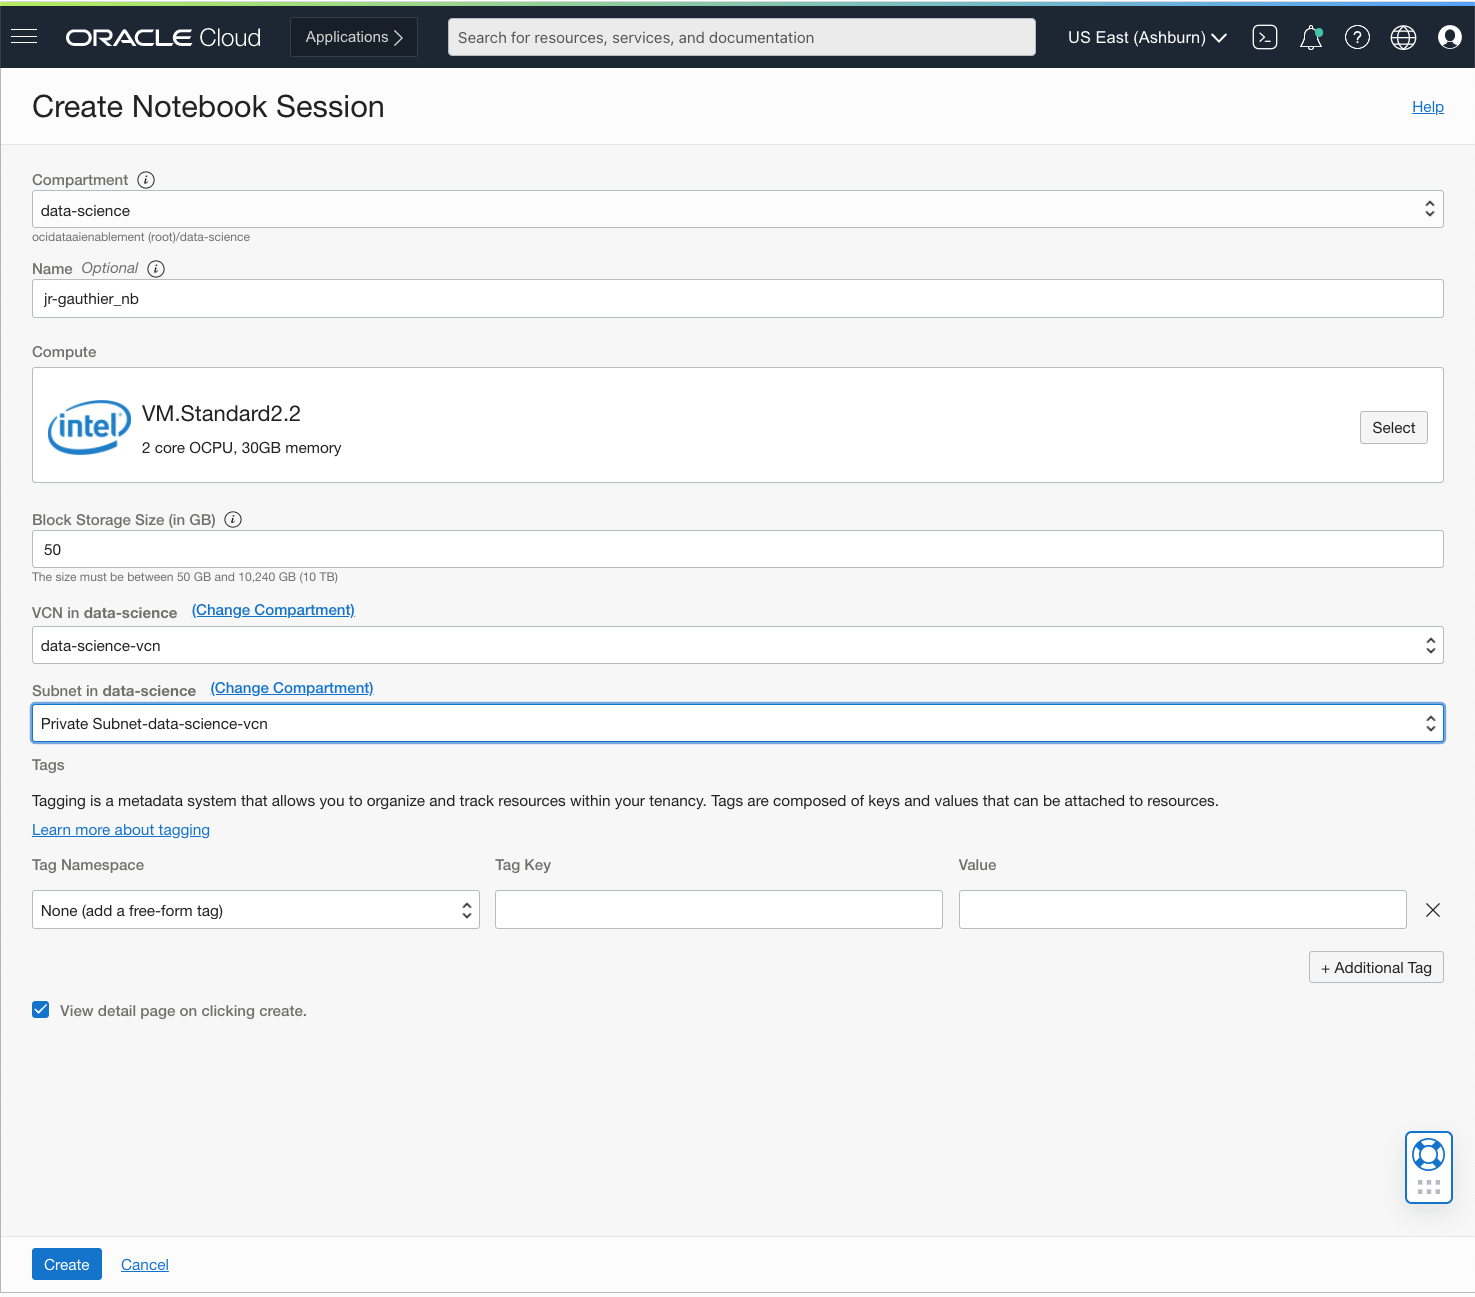 ORACLE Cloud
Applications
Search for resources, services, and documentation
US East (Ashburn)
Create Notebook Session
Help
Compartment
data-science
ocidataaienablement (root)/data-science
Name Optional
jr-gauthier_nb
Compute
intel
VM.Standard2.2
2 core OCPU, 30GB memory
Select
Block Storage Size (in GB)
50
The size must be between 50 GB and 10,240 GB (10 TB)
VCN in data-science (Change Compartment)
data-science-vcn
Subnet in data-science (Change Compartment)
Private Subnet-data-science-vcn
Tags
Tagging is a metadata system that allows you to organize and track resources within your tenancy. Tags are composed of keys and values that can be attached to resources.
Learn more about tagging
Tag Namespace
Tag Key
Value
None (add a free-form tag)
+ Additional Tag
View detail page on clicking create.
Create
Cancel